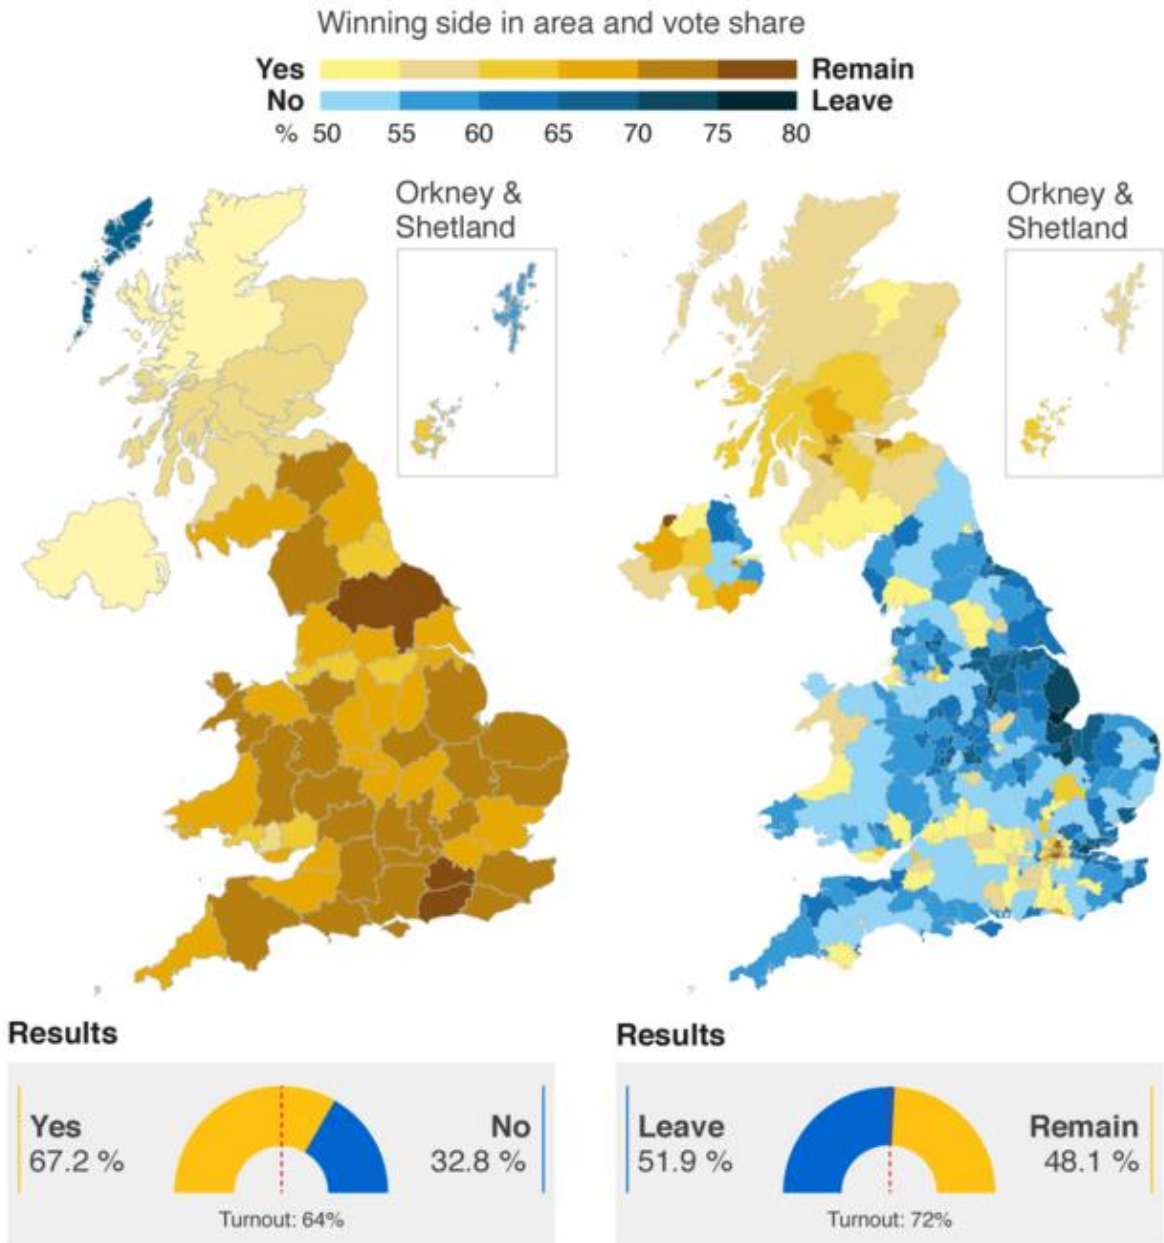 Winning side in area and vote share
Yes Remain
No Leave
% 50 55 60 65 70 75 80
Orkney &
Shetland
Orkney &
Shetland
Results
Yes
67.2 %
No
32.8 %
Turnout: 64%
Results
Leave
51.9 %
Remain
48.1 %
Turnout: 72%